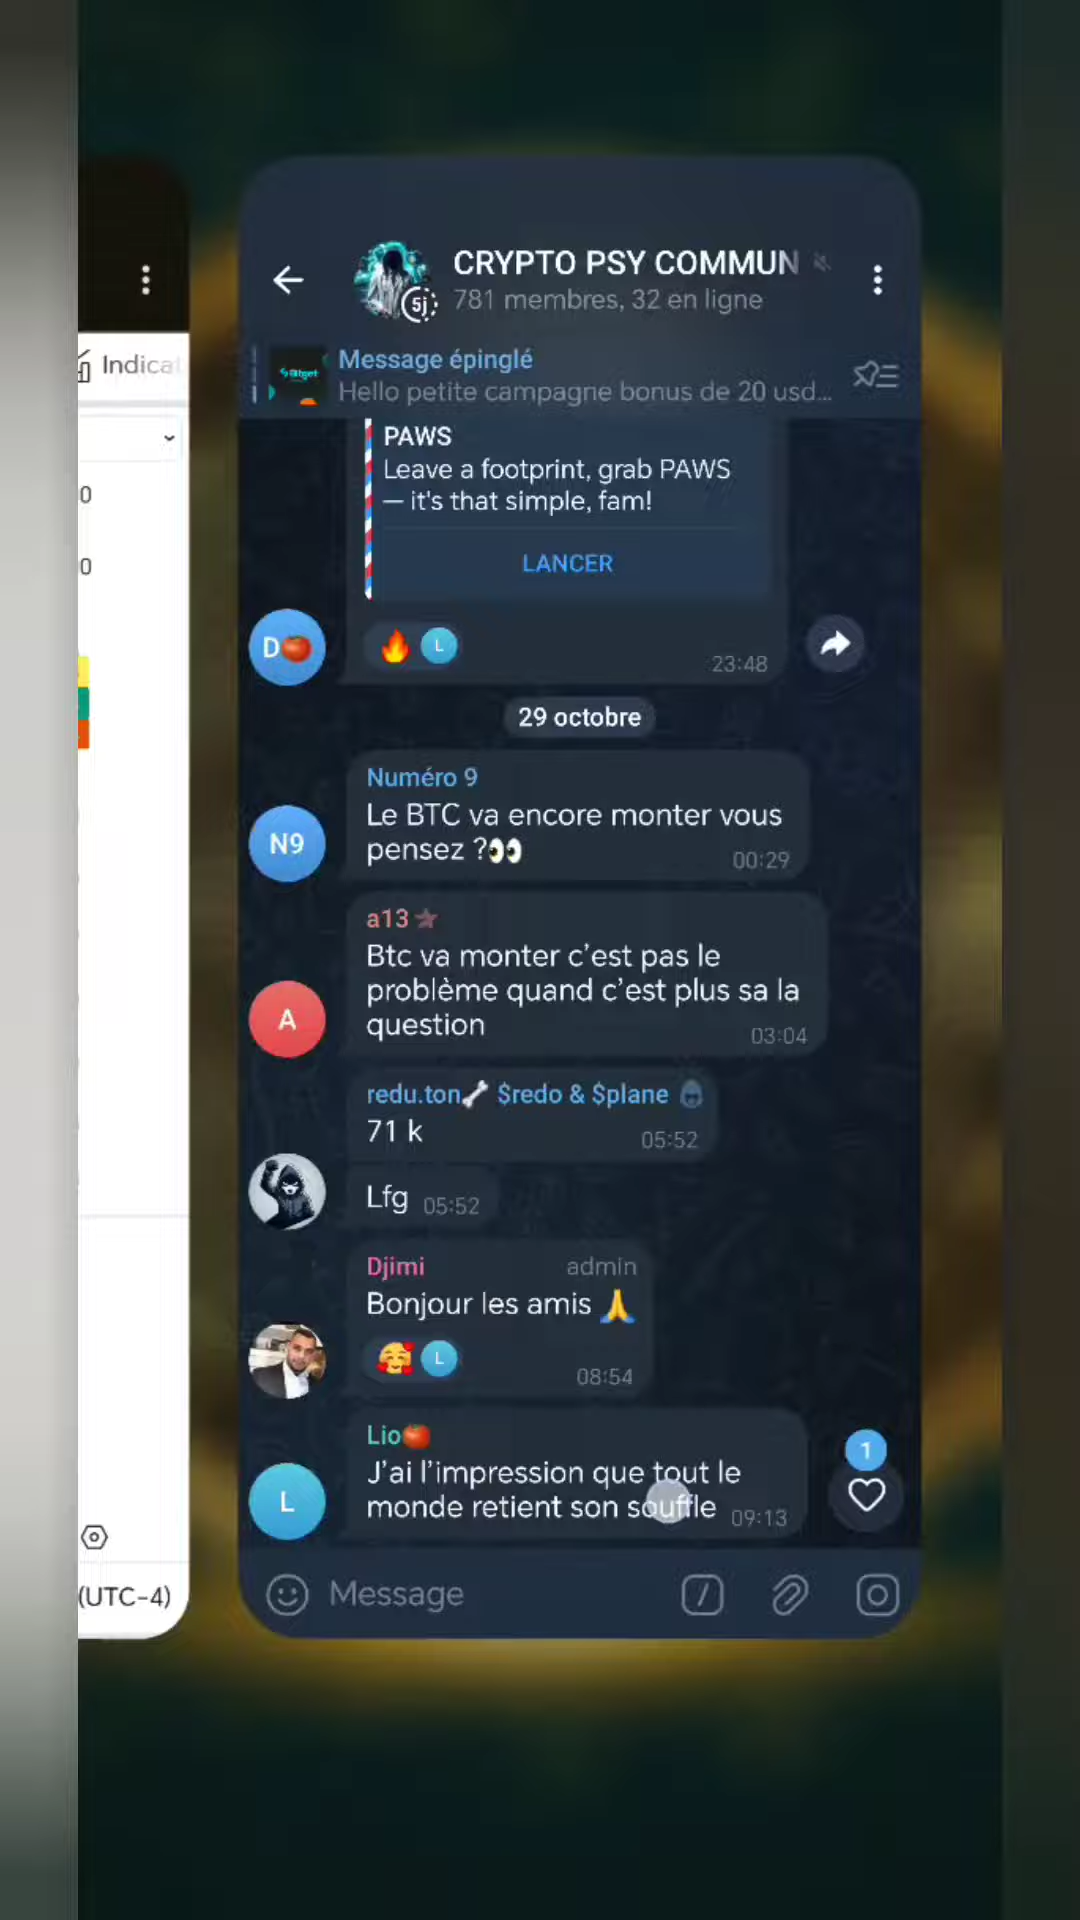 CRYPTO PSY COMMUN
5j
781 membres, 32 en ligne
Indicat
Message épinglé
Bitget
Hello petite campagne bonus de 20 usd...
PAWS
Leave a footprint, grab PAWS
— it's that simple, fam!
LANCER
0
0
D🍅
🔥 L
23:48
29 octobre
Numéro 9
Le BTC va encore monter vous
pensez ?👀
00:29
N9
a13
Btc va monter c’est pas le
problème quand c’est plus sa la
question
03:04
A
redu.ton🦴 $redo & $plane
71 k
05:52
Lfg 05:52
Djimi admin
Bonjour les amis 🙏
🥰 L
08:54
Lio🍅
J’ai l’impression que tout le
monde retient son souffle 09:13
L
1
Message
(UTC-4)